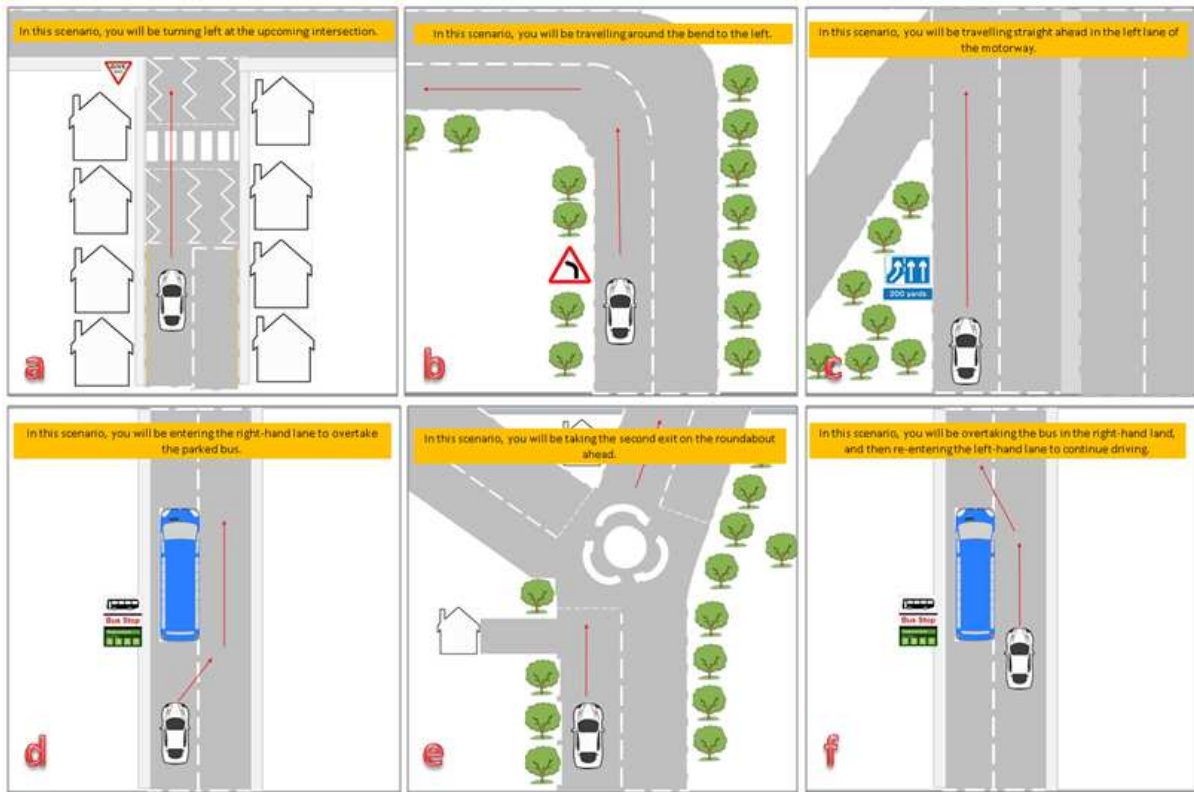 In this scenario, you will be turning left at the upcoming intersection.
a
In this scenario, you will be travelling around the bend to the left.
b
In this scenario, you will be travelling straight ahead in the left lane of
the motorway.
200 yards
c
In this scenario, you will be entering the right-hand lane to overtake
the parked bus.
Bus Stop
d
In this scenario, you will be taking the second exit on the roundabout
ahead.
e
In this scenario, you will be overtaking the bus in the right-hand land,
and then re-entering the left-hand lane to continue driving.
Bus Stop
f